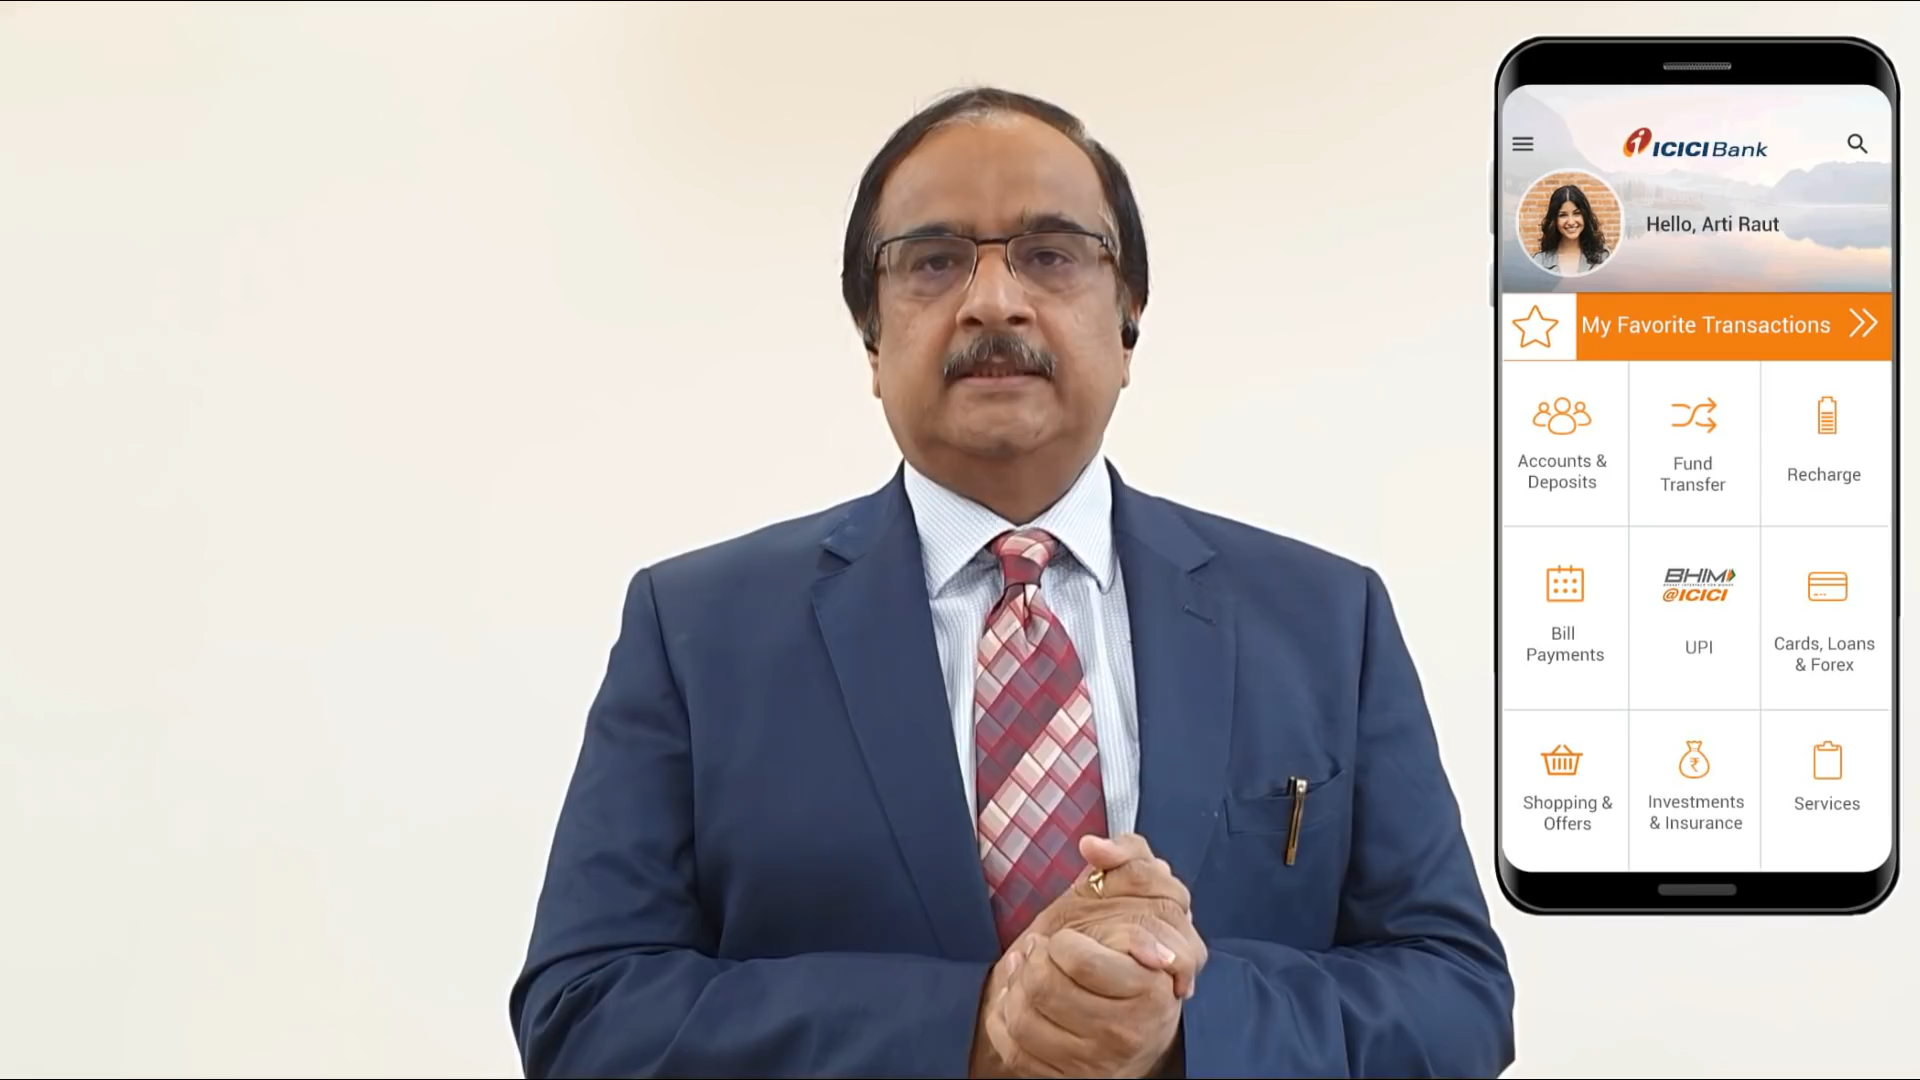 ICICI Bank
Hello, Arti Raut
My Favorite Transactions
Accounts &
Deposits
Fund
Transfer
Recharge
Bill
Payments
BHIM
@ICICI
UPI
Cards, Loans
& Forex
Shopping &
Offers
Investments
& Insurance
Services